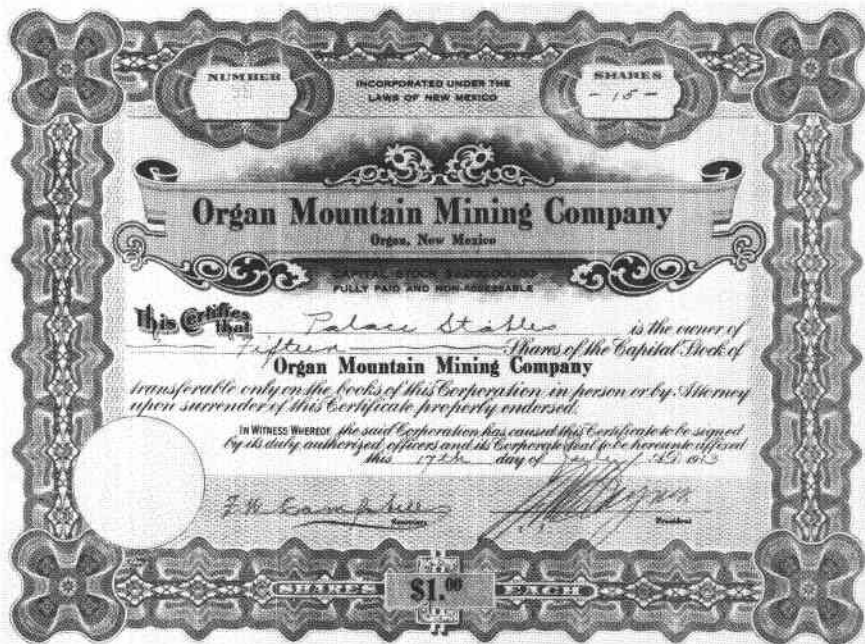 NUMBER
INCORPORATED UNDER THE
LAWS OF NEW MEXICO
SHARES
- 15 -
Organ Mountain Mining Company
Organ, New Mexico
CAPITAL STOCK
FULLY PAID AND NON-ASSESSABLE
This Certifies that Palace Stables is the owner of
Fifteen Shares of the Capital Stock of
Organ Mountain Mining Company
transferable only on the books of this Corporation in person or by Attorney
upon surrender of this Certificate properly endorsed.
IN WITNESS WHEREOF, the said Corporation has caused this Certificate to be signed
by its duly authorized officers and its Corporate Seal to be hereunto affixed
this 17th day of A.D. 19
F. W. Campbell
Secretary
President
SHARES $1.00 EACH